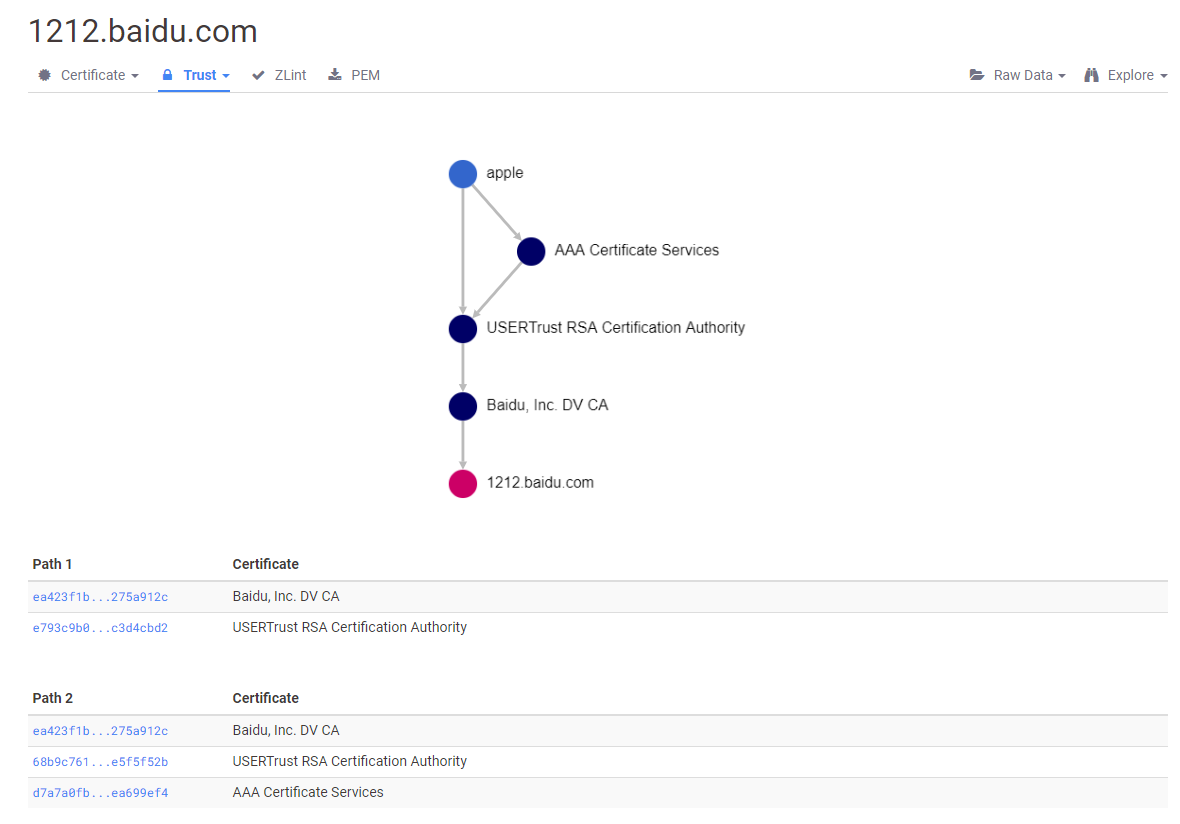 1212.baidu.com
Certificate Trust ZLint PEM Raw Data Explore
apple
AAA Certificate Services
USERTrust RSA Certification Authority
Baidu, Inc. DV CA
1212.baidu.com
Path 1 Certificate
ea423f1b...275a912c Baidu, Inc. DV CA
e793c9b0...c3d4cbd2 USERTrust RSA Certification Authority
Path 2 Certificate
ea423f1b...275a912c Baidu, Inc. DV CA
68b9c761...e5f5f52b USERTrust RSA Certification Authority
d7a7a0fb...ea699ef4 AAA Certificate Services